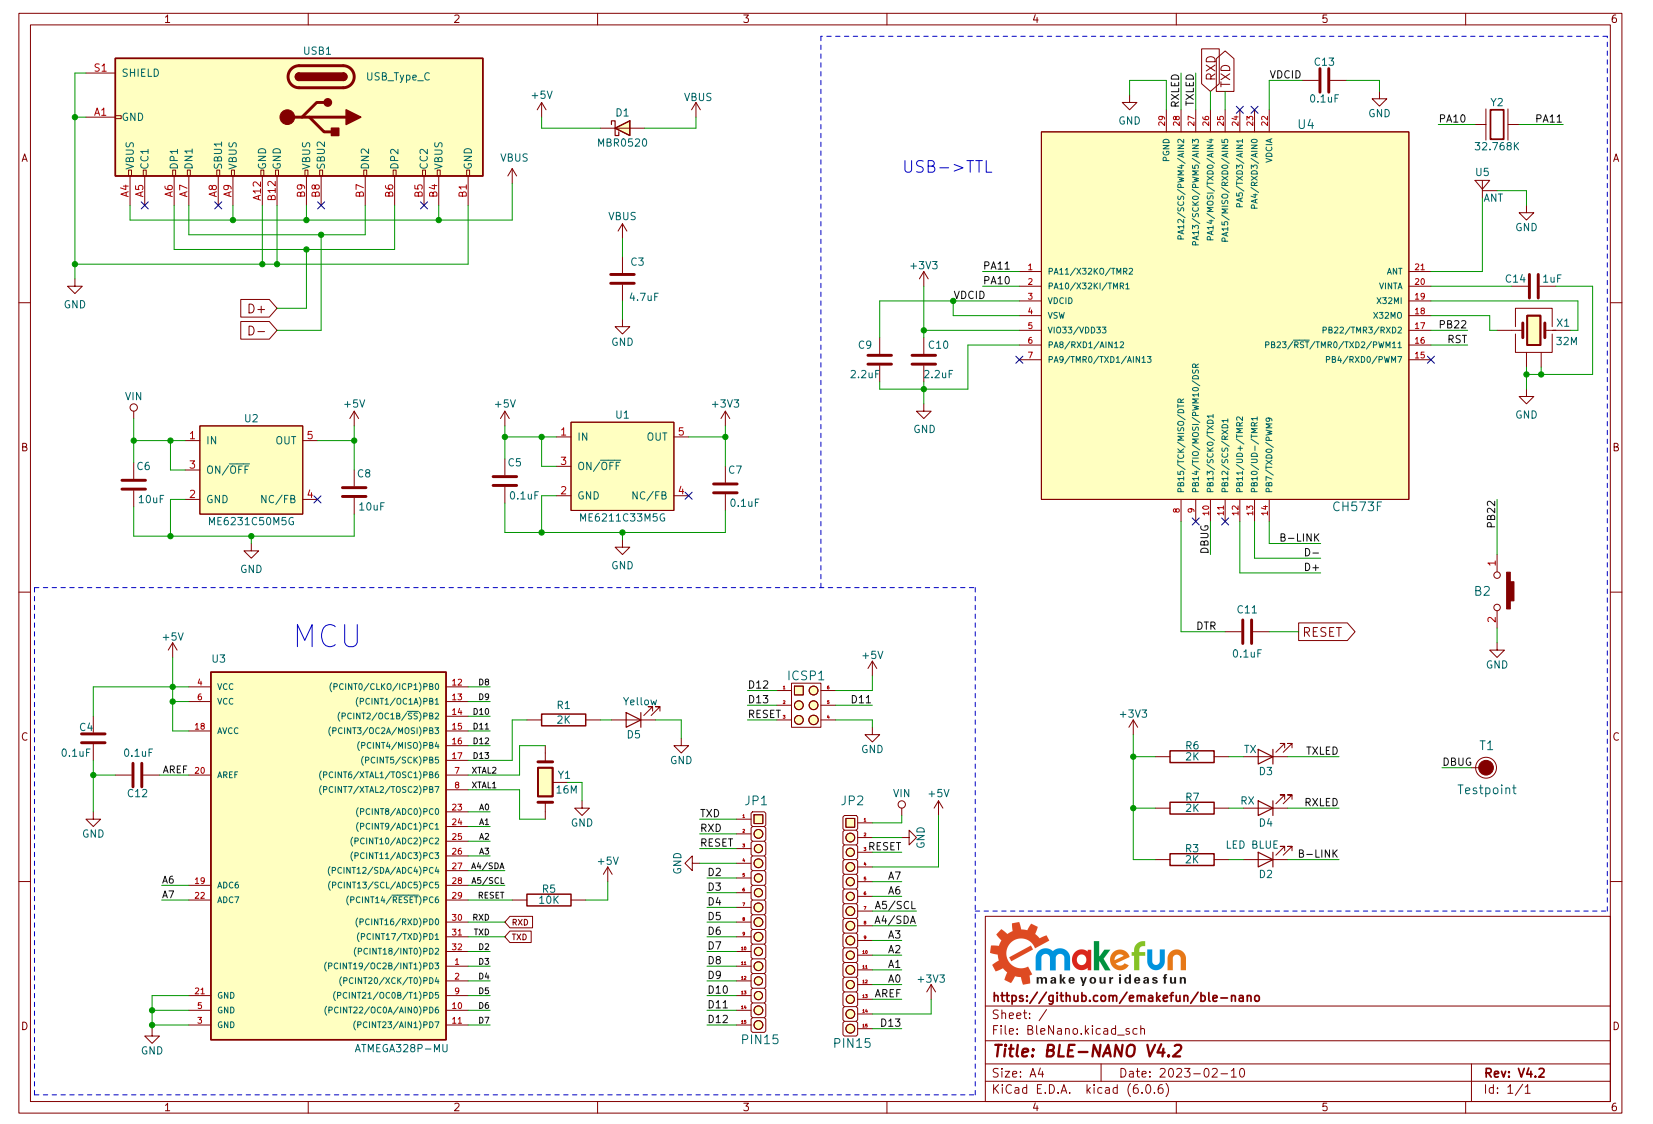 1 2 3 4 5 6
A
B
C
D
USB1
S1 SHIELD
USB_Type_C
A1 GND
VBUS CC1 DP1 DN1 SBU1 VBUS GND GND VBUS SBU2 DN2 DP2 CC2 VBUS GND
A4 A5 A6 A7 A8 A9 A12 B12 B9 B8 B7 B6 B5 B4 B1
VBUS
GND
D+
D-
+5V
D1
MBR0520
VBUS
VBUS
C3
4.7uF
GND
VIN
U2
+5V
1 IN OUT 5
3 ON/OFF
2 GND NC/FB 4
C6
10uF
C8
10uF
ME6231C50M5G
GND
+5V
U1
+3V3
1 IN OUT 5
3 ON/OFF
2 GND NC/FB 4
C5
0.1uF
C7
0.1uF
ME6211C33M5G
GND
USB->TTL
RXD
TXD
RXLED
TXLED
GND
VDCID
C13
0.1uF
GND
29 28 27 26 25 24 23 22
U4
PGND
PA12/SCS/PWM4/AIN2
PA13/SCK0/PWM5/AIN3
PA14/MOSI/TXD0/AIN4
PA15/MISO/RXD0/AIN5
PA5/TXD3/AIN1
PA4/RXD3/AIN0
VDCIA
Y2
PA10 PA11
32.768K
U5
ANT
GND
PA11 1 PA11/X32KO/TMR2
PA10 2 PA10/X32KI/TMR1
VDCID 3 VDCID
4 VSW
5 VIO33/VDD33
6 PA8/RXD1/AIN12
7 PA9/TMR0/TXD1/AIN13
+3V3
C9
2.2uF
C10
2.2uF
GND
ANT 21
VINTA 20
X32MI 19
X32MO 18
PB22/TMR3/RXD2 17 PB22
PB23/RST/TMR0/TXD2/PWM11 16 RST
PB4/RXD0/PWM7 15
C14 1uF
X1
32M
GND
PB15/TCK/MISO/DTR
PB14/TIO/MOSI/PWM10/DSR
PB13/SCK0/TXD1
PB12/SCS/RXD1
PB11/UD+/TMR2
PB10/UD-/TMR1
PB7/TXD0/PWM9
8 9 10 11 12 13 14
CH573F
DBUG
B-LINK
D-
D+
DTR
C11
0.1uF
RESET
PB22
1
B2
2
GND
MCU
+5V
U3
4 VCC
6 VCC
18 AVCC
AREF 20 AREF
C4
0.1uF
0.1uF
C12
GND
A6 19 ADC6
A7 22 ADC7
21 GND
5 GND
3 GND
GND
(PCINT0/CLKO/ICP1)PB0 12 D8
(PCINT1/OC1A)PB1 13 D9
(PCINT2/OC1B/SS)PB2 14 D10
(PCINT3/OC2A/MOSI)PB3 15 D11
(PCINT4/MISO)PB4 16 D12
(PCINT5/SCK)PB5 17 D13
(PCINT6/XTAL1/TOSC1)PB6 7 XTAL2
(PCINT7/XTAL2/TOSC2)PB7 8 XTAL1
(PCINT8/ADC0)PC0 23 A0
(PCINT9/ADC1)PC1 24 A1
(PCINT10/ADC2)PC2 25 A2
(PCINT11/ADC3)PC3 26 A3
(PCINT12/SDA/ADC4)PC4 27 A4/SDA
(PCINT13/SCL/ADC5)PC5 28 A5/SCL
(PCINT14/RESET)PC6 29 RESET
(PCINT16/RXD)PD0 30 RXD RXD
(PCINT17/TXD)PD1 31 TXD TXD
(PCINT18/INT0)PD2 32 D2
(PCINT19/OC2B/INT1)PD3 1 D3
(PCINT20/XCK/T0)PD4 2 D4
(PCINT21/OC0B/T1)PD5 9 D5
(PCINT22/OC0A/AIN0)PD6 10 D6
(PCINT23/AIN1)PD7 11 D7
ATMEGA328P-MU
R1
2K
Yellow
D5
GND
Y1
16M
GND
+5V
R5
10K
ICSP1
+5V
D12 1 6
D13 D11
RESET 4
GND
JP1
TXD
RXD
RESET
GND
D2
D3
D4
D5
D6
D7
D8
D9
D10
D11
D12
PIN15
JP2
VIN
+5V
GND
RESET
A7
A6
A5/SCL
A4/SDA
A3
A2
A1
A0
+3V3
AREF
D13
PIN15
+3V3
R6
2K
TX
D3
TXLED
R7
2K
RX
D4
RXLED
R3
2K
LED BLUE
D2
B-LINK
T1
DBUG
Testpoint
emakefun
make your ideas fun
https://github.com/emakefun/ble-nano
Sheet: /
File: BleNano.kicad_sch
Title: BLE-NANO V4.2
Size: A4 Date: 2023-02-10 Rev: V4.2
KiCad E.D.A. kicad (6.0.6) Id: 1/1
A
B
C
D
1 2 3 4 5 6